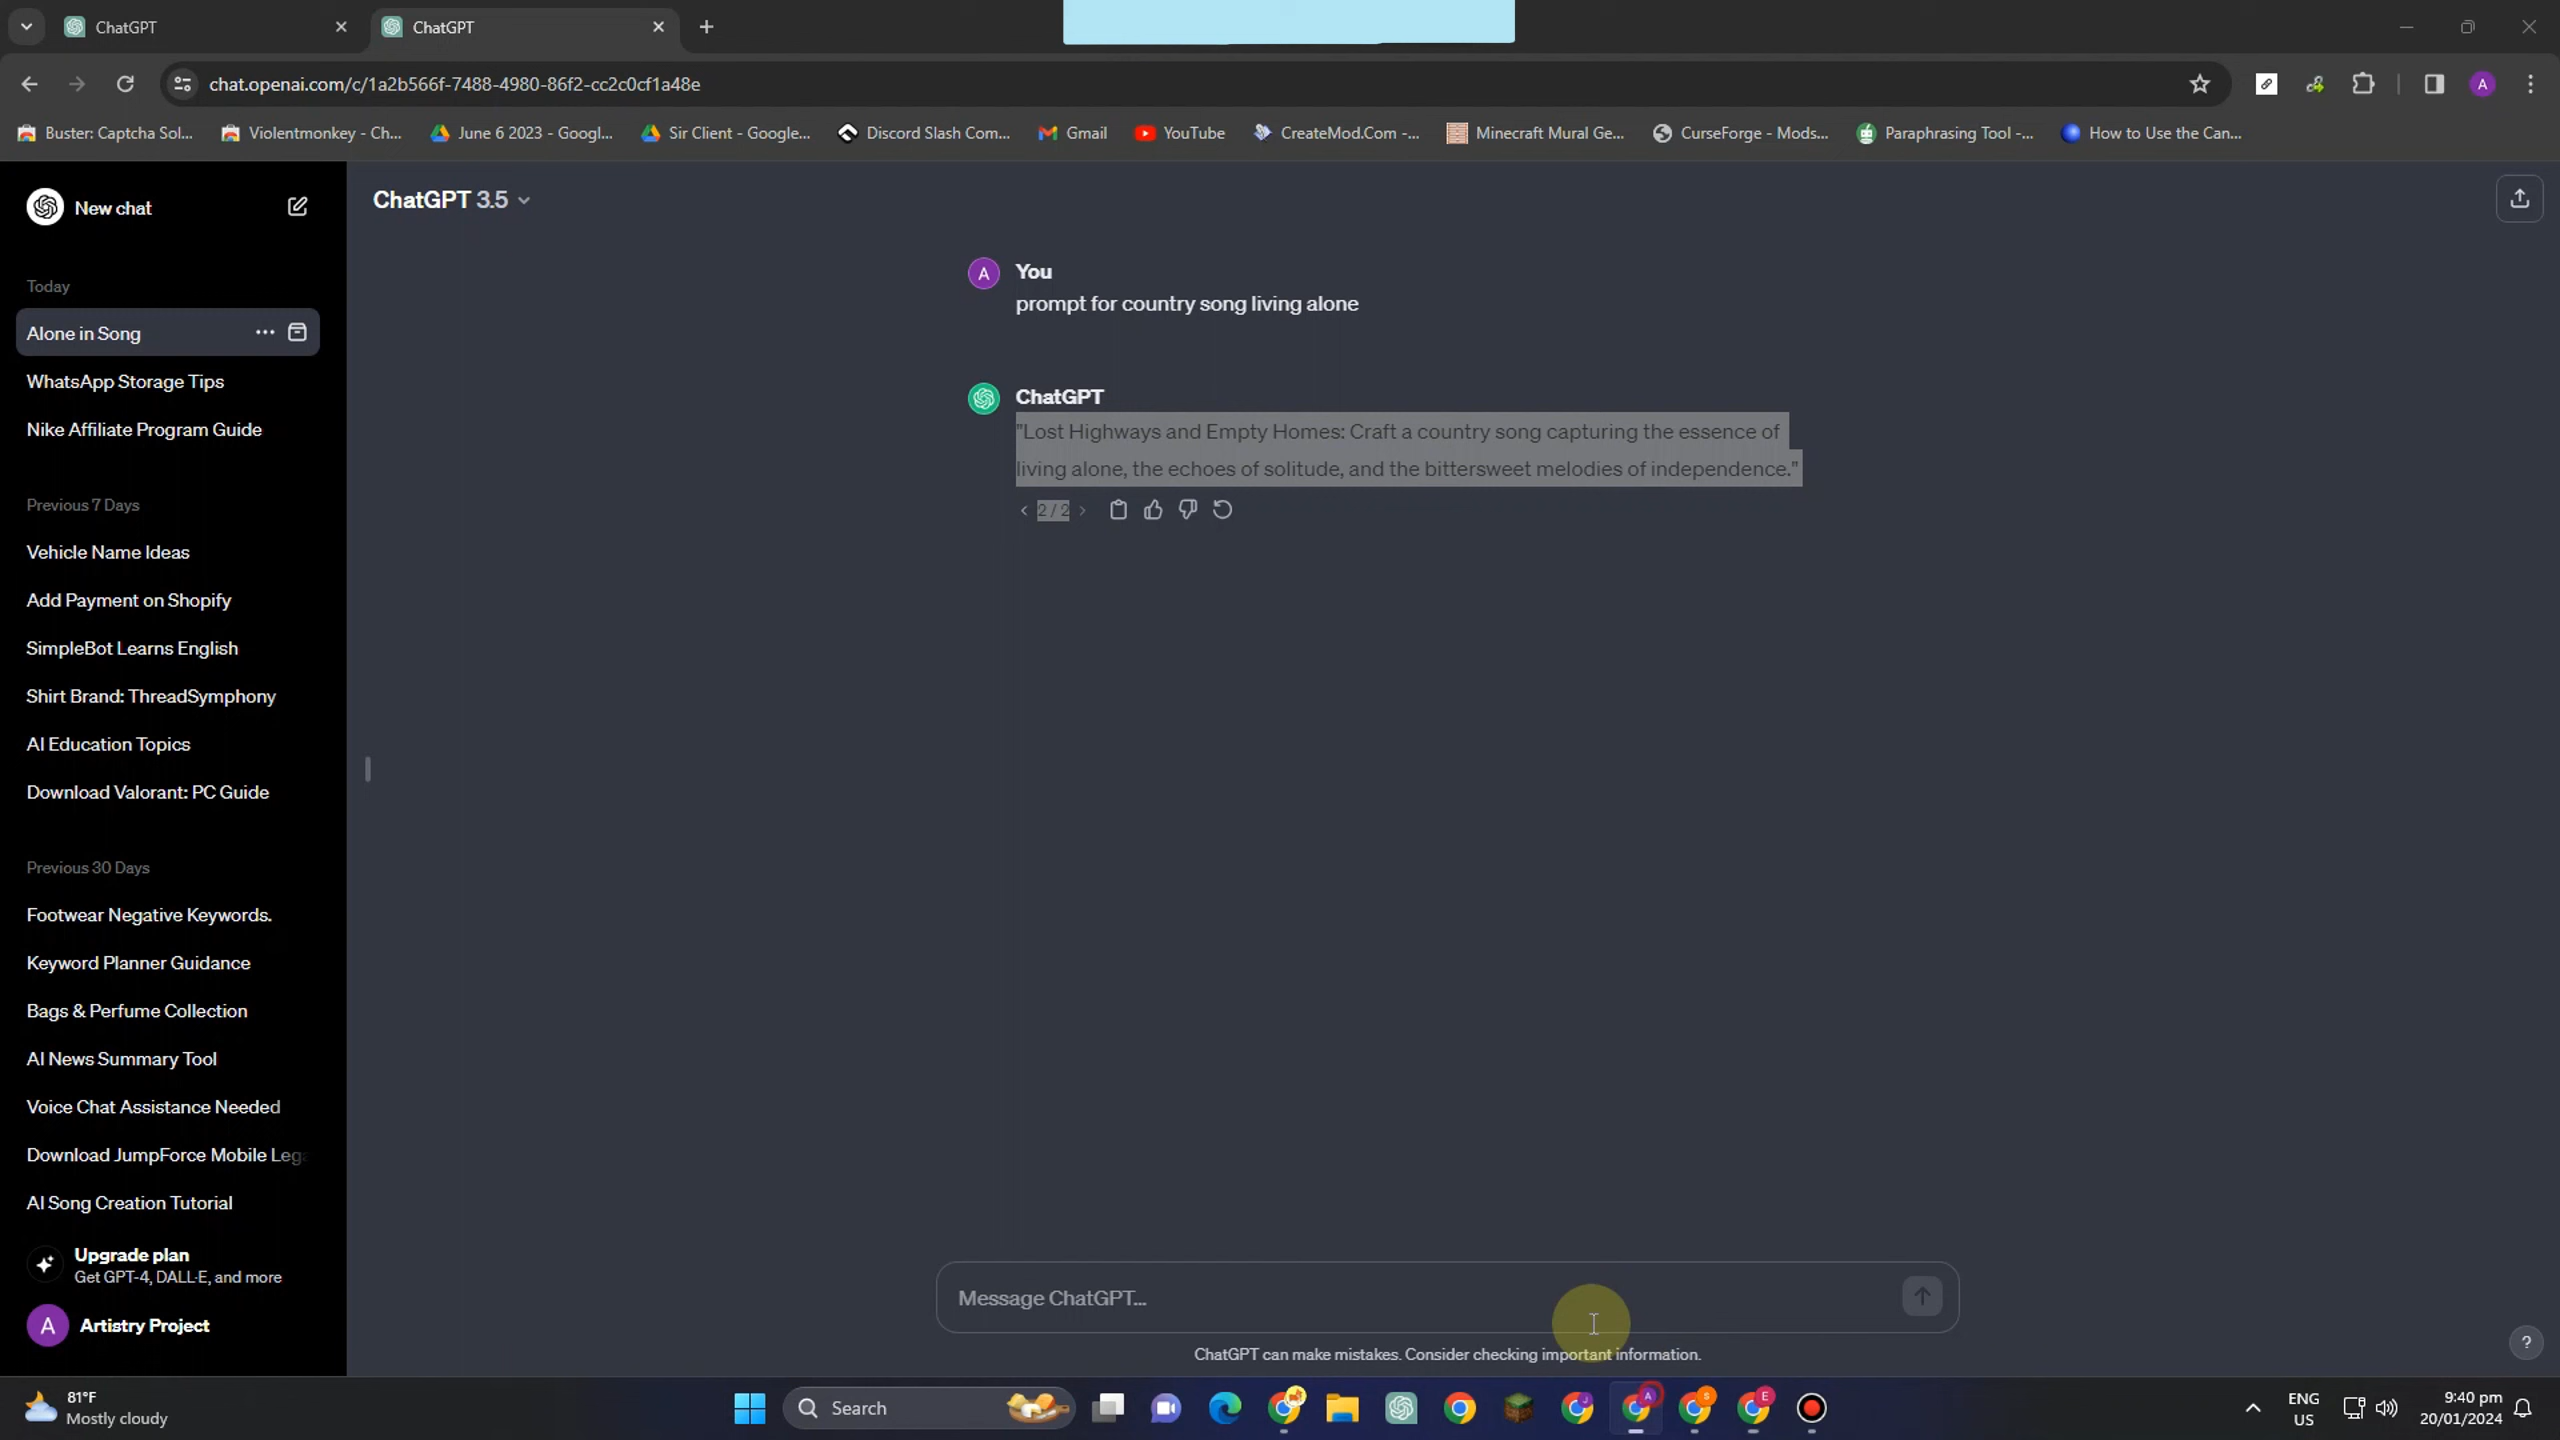 ChatGPT
ChatGPT
chat.openai.com/c/1a2b566f-7488-4980-86f2-cc2c0cf1a48e
Buster: Captcha Sol...
Violentmonkey - Ch...
June 6 2023 - Googl...
Sir Client - Google...
Discord Slash Com...
Gmail
YouTube
CreateMod.Com -...
Minecraft Mural Ge...
CurseForge - Mods...
Paraphrasing Tool -...
How to Use the Can...
A
New chat
Today
Alone in Song
WhatsApp Storage Tips
Nike Affiliate Program Guide
Previous 7 Days
Vehicle Name Ideas
Add Payment on Shopify
SimpleBot Learns English
Shirt Brand: ThreadSymphony
AI Education Topics
Download Valorant: PC Guide
Previous 30 Days
Footwear Negative Keywords.
Keyword Planner Guidance
Bags & Perfume Collection
AI News Summary Tool
Voice Chat Assistance Needed
Download JumpForce Mobile Leg
AI Song Creation Tutorial
Upgrade plan
Get GPT-4, DALL·E, and more
A
Artistry Project
ChatGPT 3.5
A
You
prompt for country song living alone
ChatGPT
"Lost Highways and Empty Homes: Craft a country song capturing the essence of
living alone, the echoes of solitude, and the bittersweet melodies of independence."
2 / 2
Message ChatGPT...
ChatGPT can make mistakes. Consider checking important information.
?
81°F
Mostly cloudy
Search
J
A
S
E
ENG
US
9:40 pm
20/01/2024